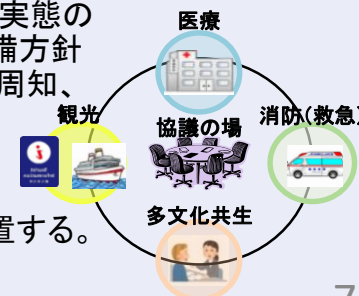 実態の
備方針
周知、
置する。
医療
観光
協議の場
消防(救急)
多文化共生
7